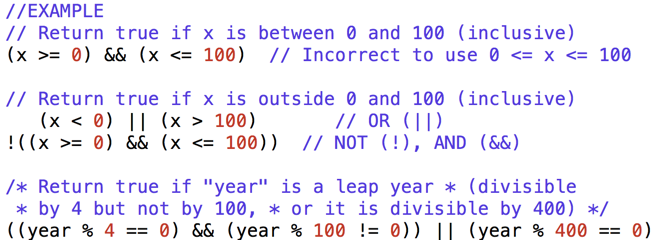 //EXAMPLE
// Return true if x is between 0 and 100 (inclusive)
(x >= 0) && (x <= 100)  // Incorrect to use 0 <= x <= 100

// Return true if x is outside 0 and 100 (inclusive)
   (x < 0) || (x > 100)       // OR (||)
!((x >= 0) && (x <= 100))  // NOT (!), AND (&&)

/* Return true if "year" is a leap year * (divisible
 * by 4 but not by 100, * or it is divisible by 400) */
((year % 4 == 0) && (year % 100 != 0)) || (year % 400 == 0)